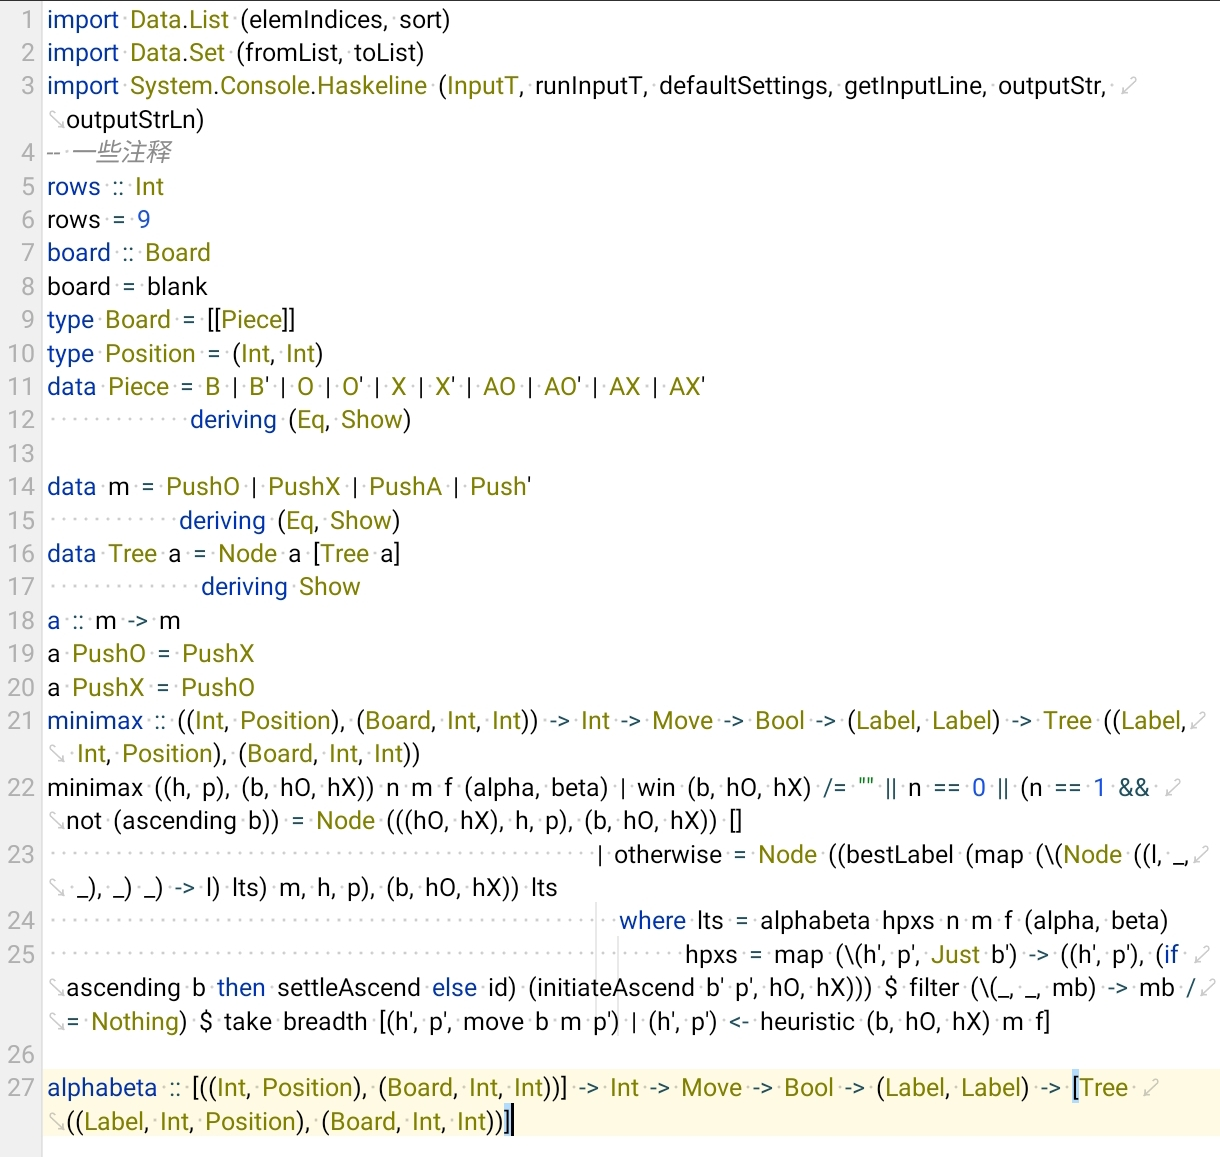 1 import Data.List (elemIndices, sort)
2 import Data.Set (fromList, toList)
3 import System.Console.Haskeline (InputT, runInputT, defaultSettings, getInputLine, outputStr,
outputStrLn)
4 -- 一些注释
5 rows :: Int
6 rows = 9
7 board :: Board
8 board = blank
9 type Board = [[Piece]]
10 type Position = (Int, Int)
11 data Piece = B | B' | O | O' | X | X' | AO | AO' | AX | AX'
12              deriving (Eq, Show)
13
14 data m = PushO | PushX | PushA | Push'
15             deriving (Eq, Show)
16 data Tree a = Node a [Tree a]
17               deriving Show
18 a :: m -> m
19 a PushO = PushX
20 a PushX = PushO
21 minimax :: ((Int, Position), (Board, Int, Int)) -> Int -> Move -> Bool -> (Label, Label) -> Tree ((Label,
Int, Position), (Board, Int, Int))
22 minimax ((h, p), (b, hO, hX)) n m f (alpha, beta) | win (b, hO, hX) /= "" || n == 0 || (n == 1 &&
not (ascending b)) = Node (((hO, hX), h, p), (b, hO, hX)) []
23                                                   | otherwise = Node ((bestLabel (map (\(Node ((l, _,
_), _) _) -> l) lts) m, h, p), (b, hO, hX)) lts
24                                                     where lts = alphabeta hpxs n m f (alpha, beta)
25                                                           hpxs = map (\(h', p', Just b') -> ((h', p'), (if
ascending b then settleAscend else id) (initiateAscend b' p', hO, hX))) $ filter (\(_, _, mb) -> mb /
= Nothing) $ take breadth [(h', p', move b m p') | (h', p') <- heuristic (b, hO, hX) m f]
26
27 alphabeta :: [((Int, Position), (Board, Int, Int))] -> Int -> Move -> Bool -> (Label, Label) -> [Tree
((Label, Int, Position), (Board, Int, Int))]